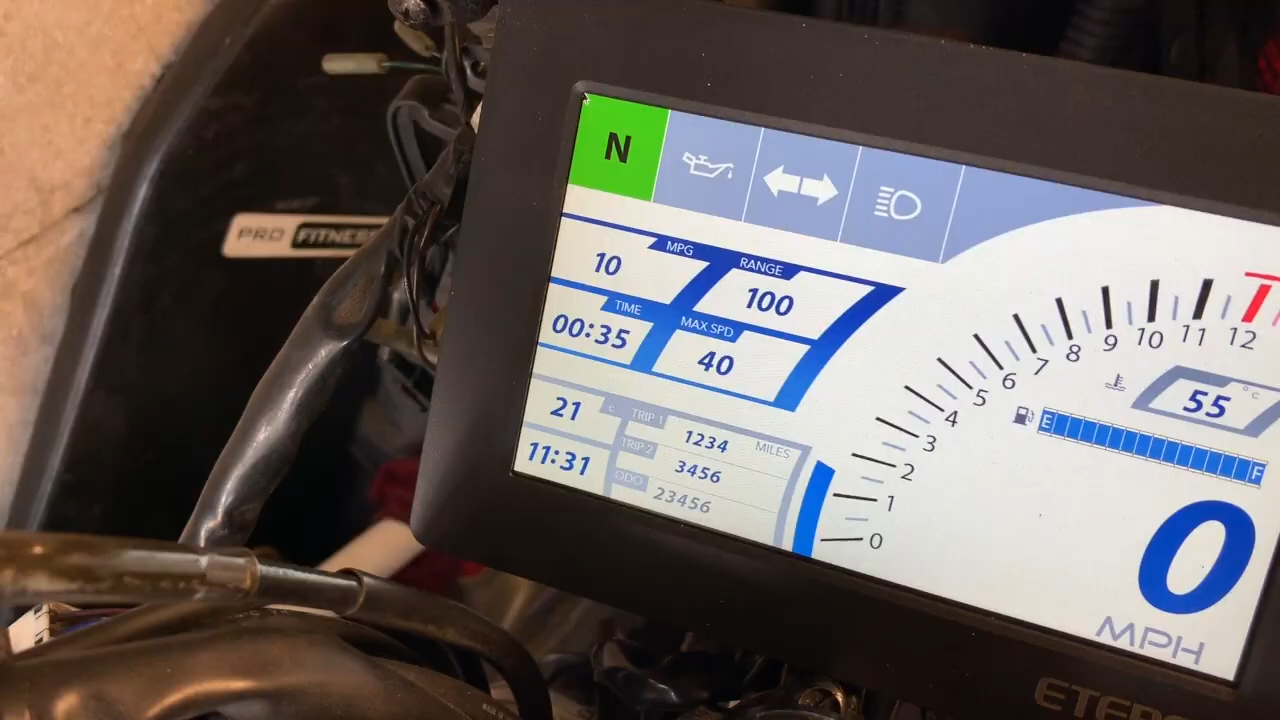 N
MPG
RANGE
10
100
TIME
MAX SPD
00:35
40
21 C
TRIP 1
1234
MILES
11:31
TRIP 2
3456
ODO
23456
0
1
2
3
4
5
6
7
8
9
10
11
12
55 °C
E
F
0
MPH
PRO FITNESS